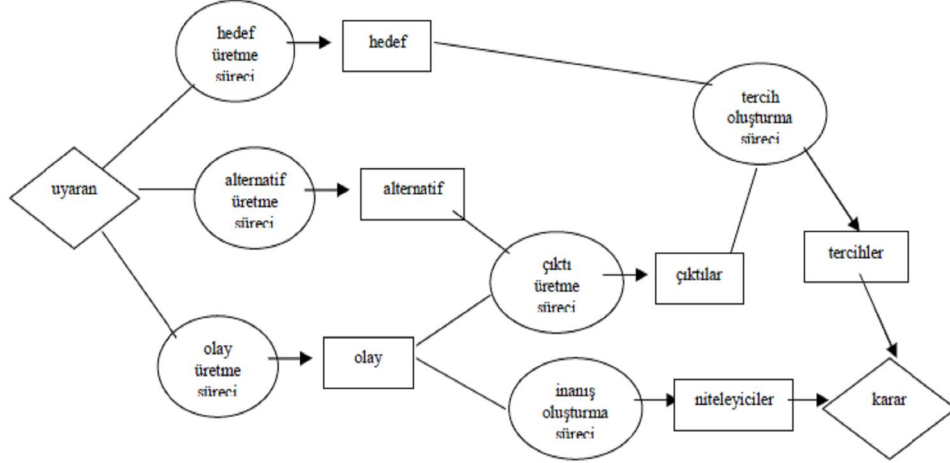 hedef
üretme
süreci
hedef
tercih
oluşturma
süreci
uyaran
alternatif
üretme
süreci
alternatif
çıktı
üretme
süreci
çıktılar
tercihler
olay
üretme
süreci
olay
inanış
oluşturma
süreci
niteleyiciler
karar